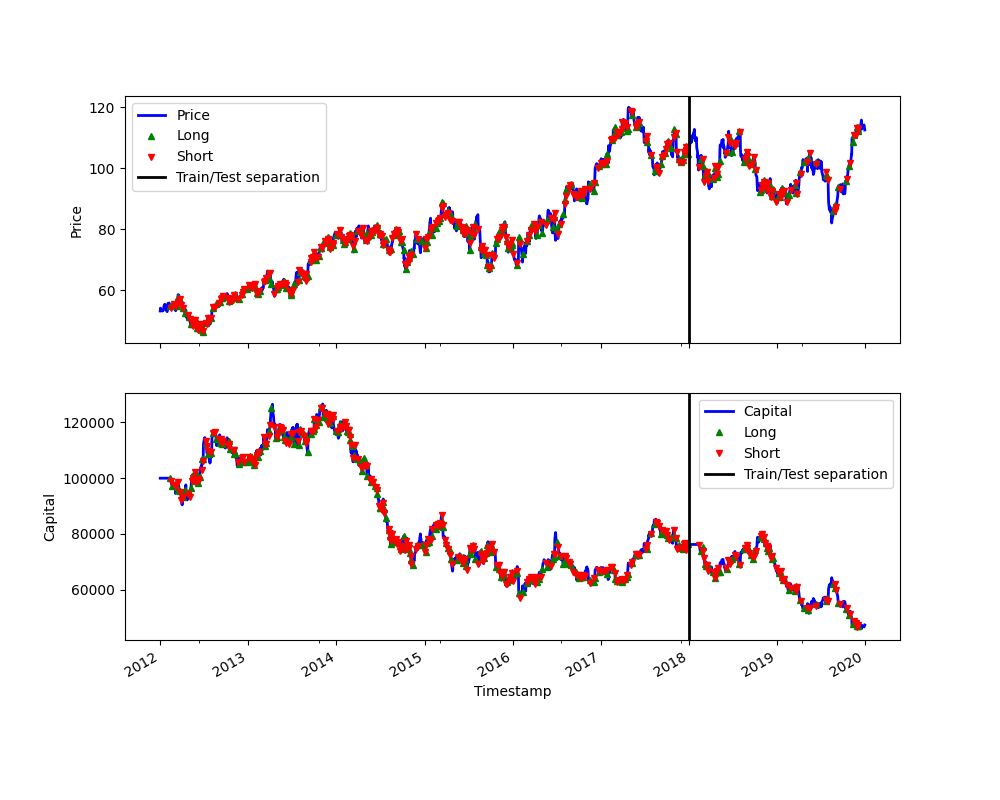 120
100
80
60
Price
Price
Long
Short
Train/Test separation
120000
100000
80000
60000
Capital
Capital
Long
Short
Train/Test separation
2012
2013
2014
2015
2016
2017
2018
2019
2020
Timestamp